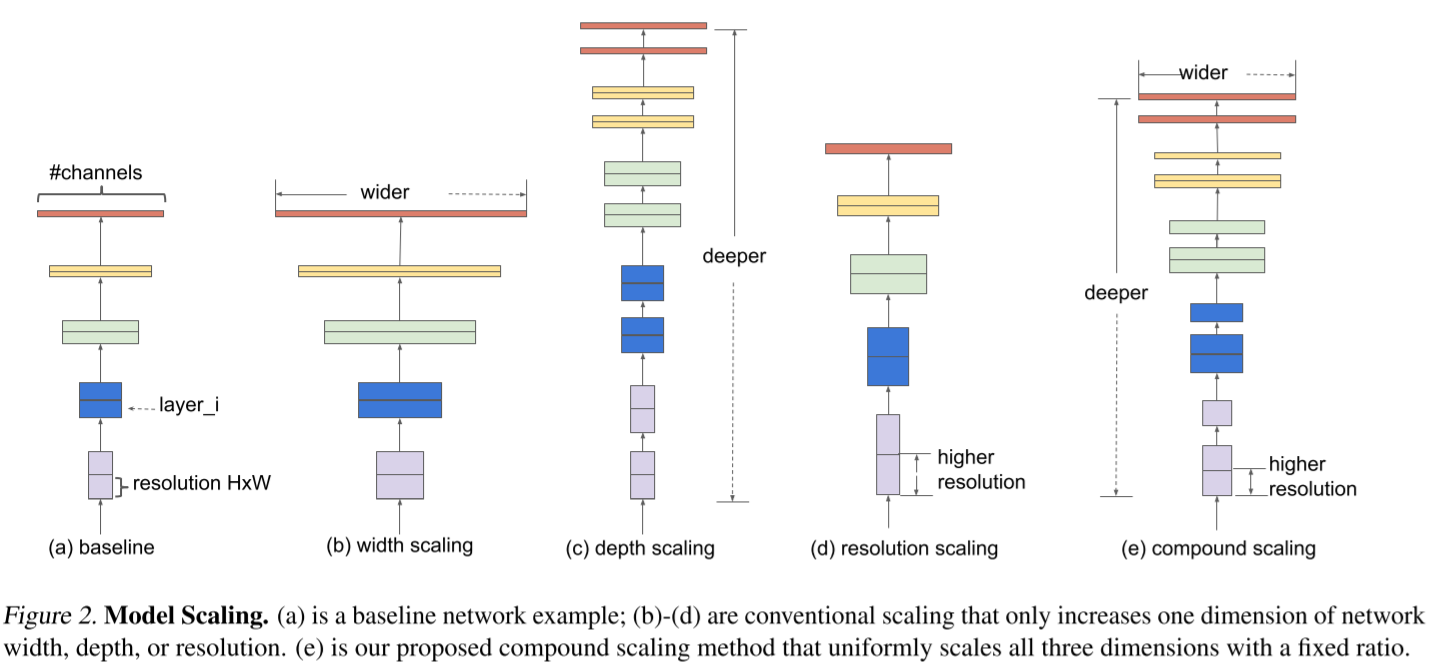 #channels
layer_i
resolution HxW
(a) baseline
wider
(b) width scaling
deeper
(c) depth scaling
higher
resolution
(d) resolution scaling
wider
deeper
higher
resolution
(e) compound scaling
Figure 2. Model Scaling. (a) is a baseline network example; (b)-(d) are conventional scaling that only increases one dimension of network
width, depth, or resolution. (e) is our proposed compound scaling method that uniformly scales all three dimensions with a fixed ratio.